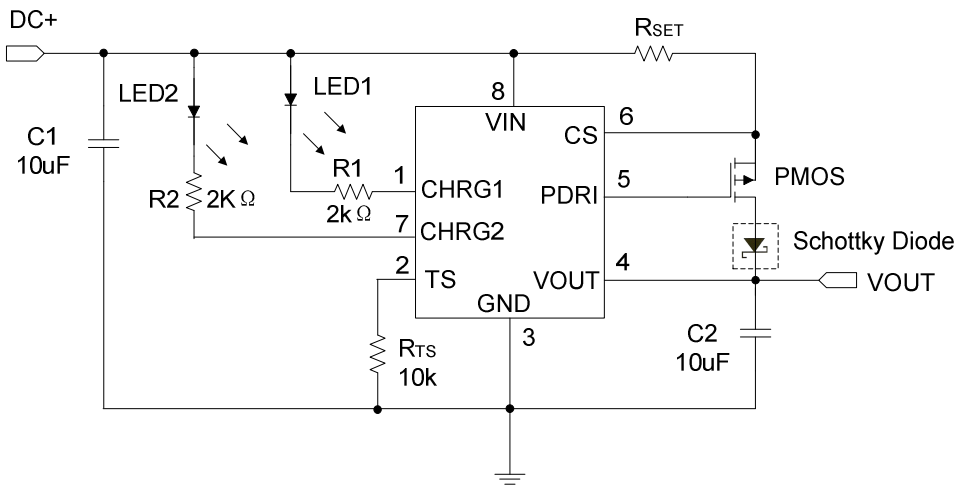 DC+
RSET
LED2
LED1
8
VIN
C1
10uF
CS
6
R1
2k Ω
1
CHRG1
R2
2K Ω
7
CHRG2
PDRI
5
PMOS
Schottky Diode
2
TS
VOUT
4
VOUT
GND
3
RTS
10k
C2
10uF